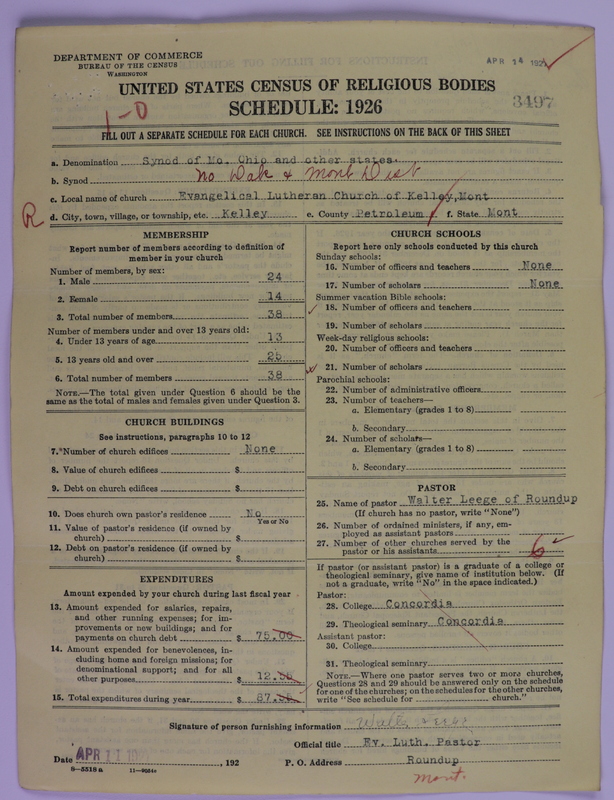 DEPARTMENT OF COMMERCE
BUREAU OF THE CENSUS
WASHINGTON
APR 14 192
UNITED STATES CENSUS OF RELIGIOUS BODIES
SCHEDULE: 1926
3497
1-0
FILL OUT A SEPARATE SCHEDULE FOR EACH CHURCH. SEE INSTRUCTIONS ON THE BACK OF THIS SHEET
a. Denomination Synod of Mo. Ohio and other states.
b. Synod No Dak & Mont Dist
c. Local name of church Evangelical Lutheran Church of Kelley,Mont
R
d. City, town, village, or township, etc. Kelley e. County Petroleum f. State Mont
MEMBERSHIP
Report number of members according to definition of member in your church
Number of members, by sex:
1. Male 24
2. Female 14
3. Total number of members 38
Number of members under and over 13 years old:
4. Under 13 years of age 13
5. 13 years old and over 25
6. Total number of members 38
NOTE.—The total given under Question 6 should be
same as the total of males and females given under Question 3.
CHURCH BUILDINGS
See instructions, paragraphs 10 to 12
7.*Number of church edifices None
8. Value of church edifices $
9. Debt on church edifices $
10. Does church own pastor's residence No
Yes or No
11. Value of pastor's residence (if owned by
church) $
12. Debt on pastor's residence (if owned by
church) $
EXPENDITURES
Amount expended by your church during last fiscal year
13. Amount expended for salaries, repairs,
and other running expenses; for im-
provements or new buildings; and for
payments on church debt $ 75.00
14. Amount expended for benevolences, in-
cluding home and foreign missions; for
denominational support; and for all
other purposes $ 12.
15. Total expenditures during year $ 87.
CHURCH SCHOOLS
Report here only schools conducted by this church
Sunday schools:
16. Number of officers and teachers None
17. Number of scholars None
Summer vacation Bible schools:
18. Number of officers and teachers
19. Number of scholars
Week-day religious schools:
20. Number of officers and teachers
21. Number of scholars
Parochial schools:
22. Number of administrative officers
23. Number of teachers—
a. Elementary (grades 1 to 8)
b. Secondary
24. Number of scholars—
a. Elementary (grades 1 to 8)
b. Secondary
PASTOR
25. Name of pastor Walter Leege of Roundup
(If church has no pastor, write "None")
26. Number of ordained ministers, if any, em-
ployed as assistant pastors
27. Number of other churches served by the
pastor or his assistants 6
If pastor (or assistant pastor) is a graduate of a college or
theological seminary, give name of institution below. (If
not a graduate, write "No" in the space indicated.)
Pastor:
28. College Concordia
29. Theological seminary Concordia
Assistant pastor:
30. College
31. Theological seminary
NOTE.—Where one pastor serves two or more churches,
Questions 28 and 29 should be answered only on the schedule
for one of the churches; on the schedules for the other churches,
write "See schedule for church."
Signature of person furnishing information Walter Leege
Official title Ev. Luth. Pastor
Date APR 11 , 192 P. O. Address Roundup
8-5518a 11-9054
Mont.